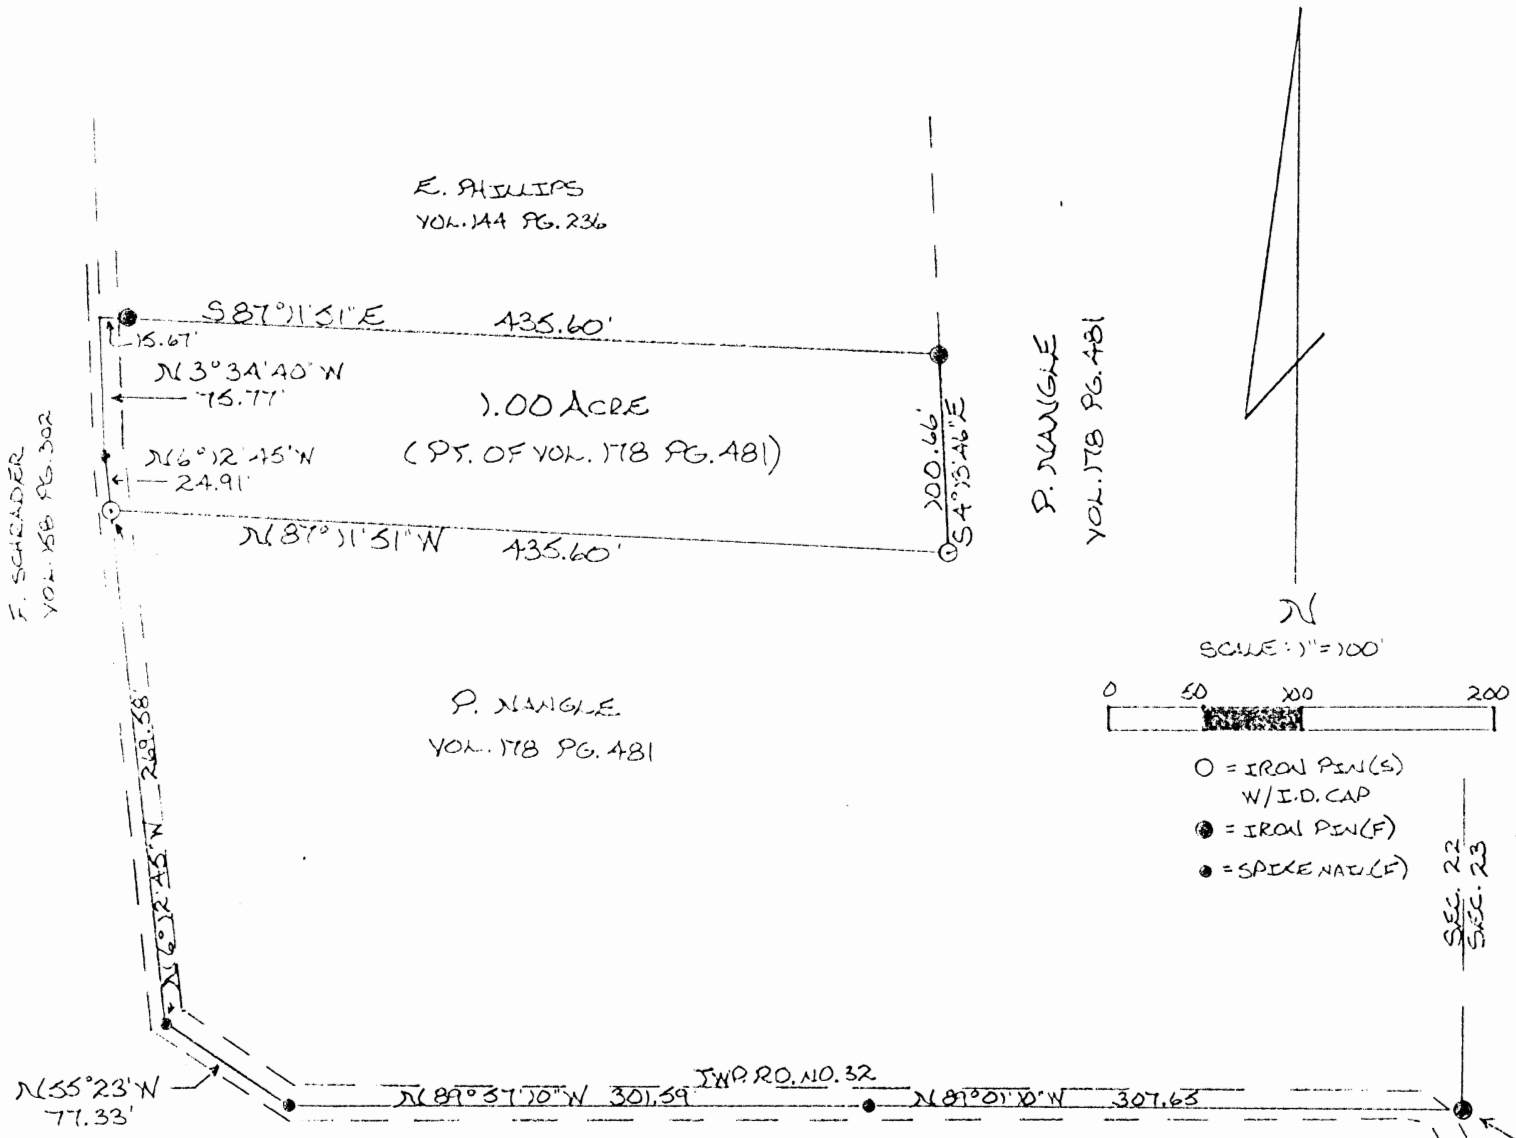 E. PHILLIPS
VOL. 144 PG. 236
S 87°11'51" E 435.60'
15.67'
N 3°34'40" W
75.77'
1.00 ACRE
(PT. OF VOL. 178 PG. 481)
N 6°12'45" W
24.91'
N 87°11'51" W 435.60'
100.66'
S 4°13'46" E
P. NANGLE
VOL. 178 PG. 481
F. SCHRADER
VOL. 158 PG. 302
N
SCALE: 1"=100'
0 50 100 200
O = IRON PIN(S)
W/I.D. CAP
= IRON PIN(F)
= SPIKE NAIL(F)
SEC. 22
SEC. 23
P. NANGLE
VOL. 178 PG. 481
N 6°12'45" W 269.58'
N 55°23' W
77.33'
TWP. RD. NO. 32
N 89°57'10" W 301.59
N 89°01'10" W 307.65